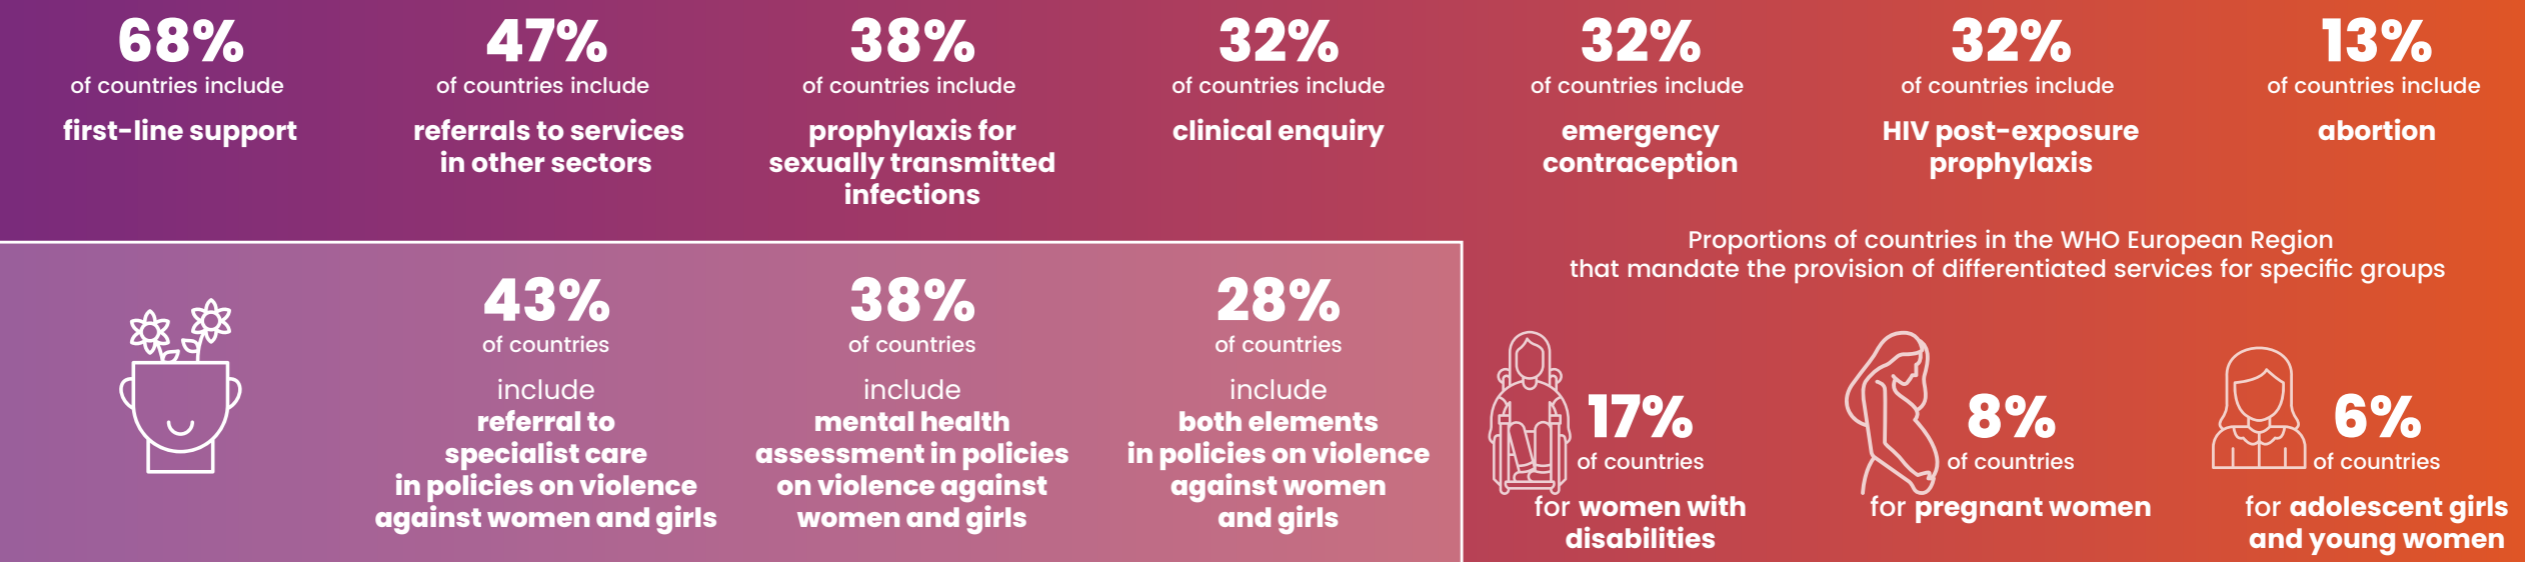 68%
of countries include
first-line support
47%
of countries include
referrals to services
in other sectors
38%
of countries include
prophylaxis for
sexually transmitted
infections
32%
of countries include
clinical enquiry
32%
of countries include
emergency
contraception
32%
of countries include
HIV post-exposure
prophylaxis
13%
of countries include
abortion
43%
of countries
include
referral to
specialist care
in policies on violence
against women and girls
38%
of countries
include
mental health
assessment in policies
on violence against
women and girls
28%
of countries
include
both elements
in policies on violence
against women
and girls
Proportions of countries in the WHO European Region
that mandate the provision of differentiated services for specific groups
17%
of countries
for women with
disabilities
8%
of countries
for pregnant women
6%
of countries
for adolescent girls
and young women